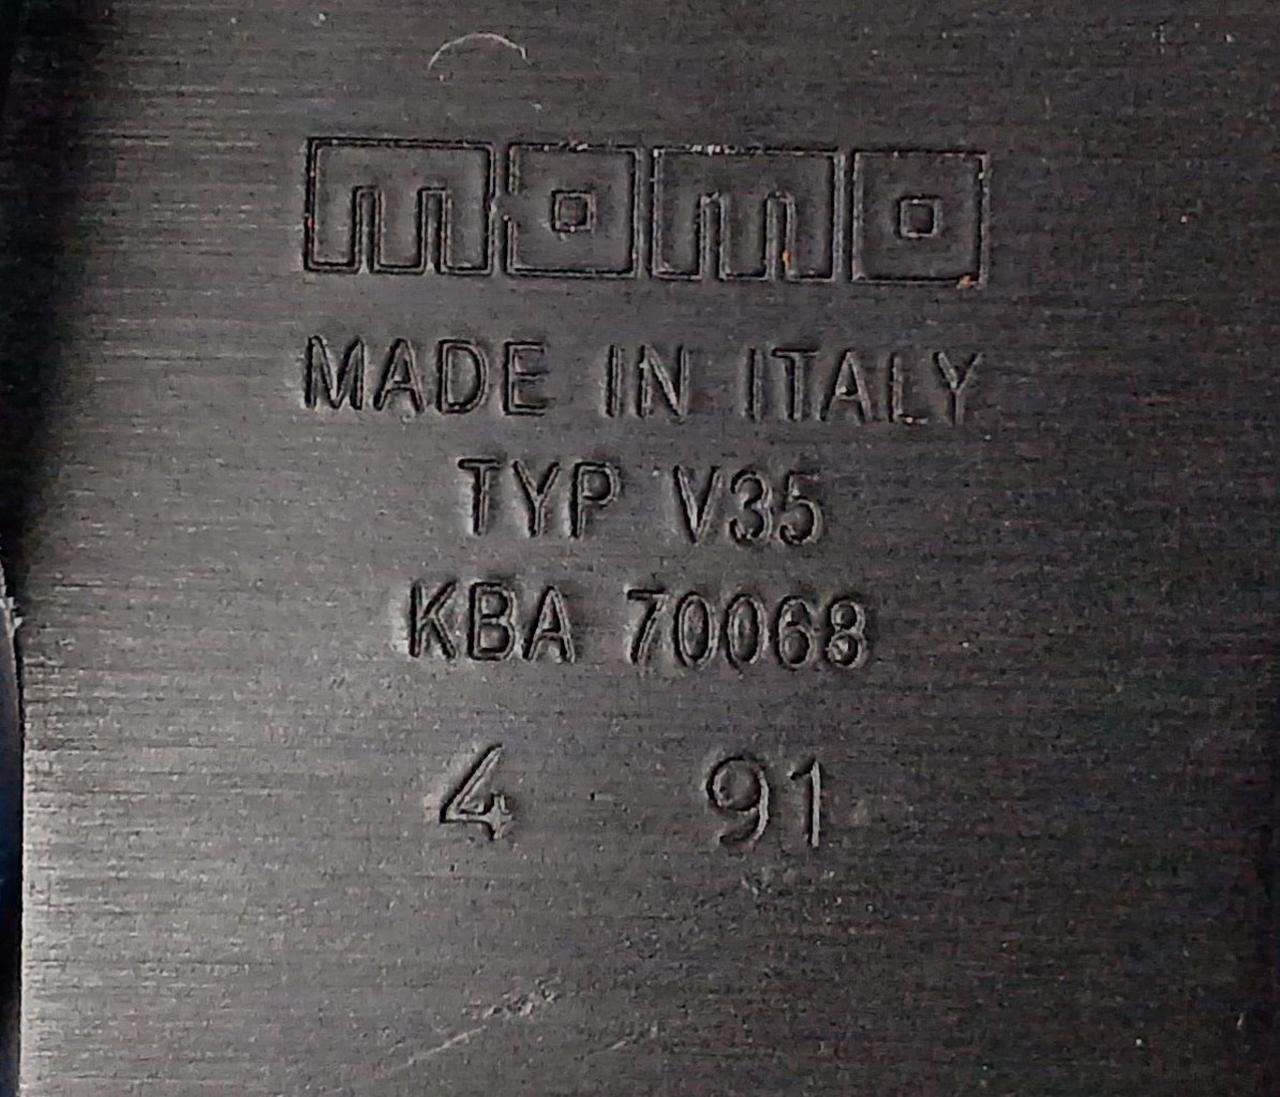 momo
MADE IN ITALY
TYP V35
KBA 70068
4 91